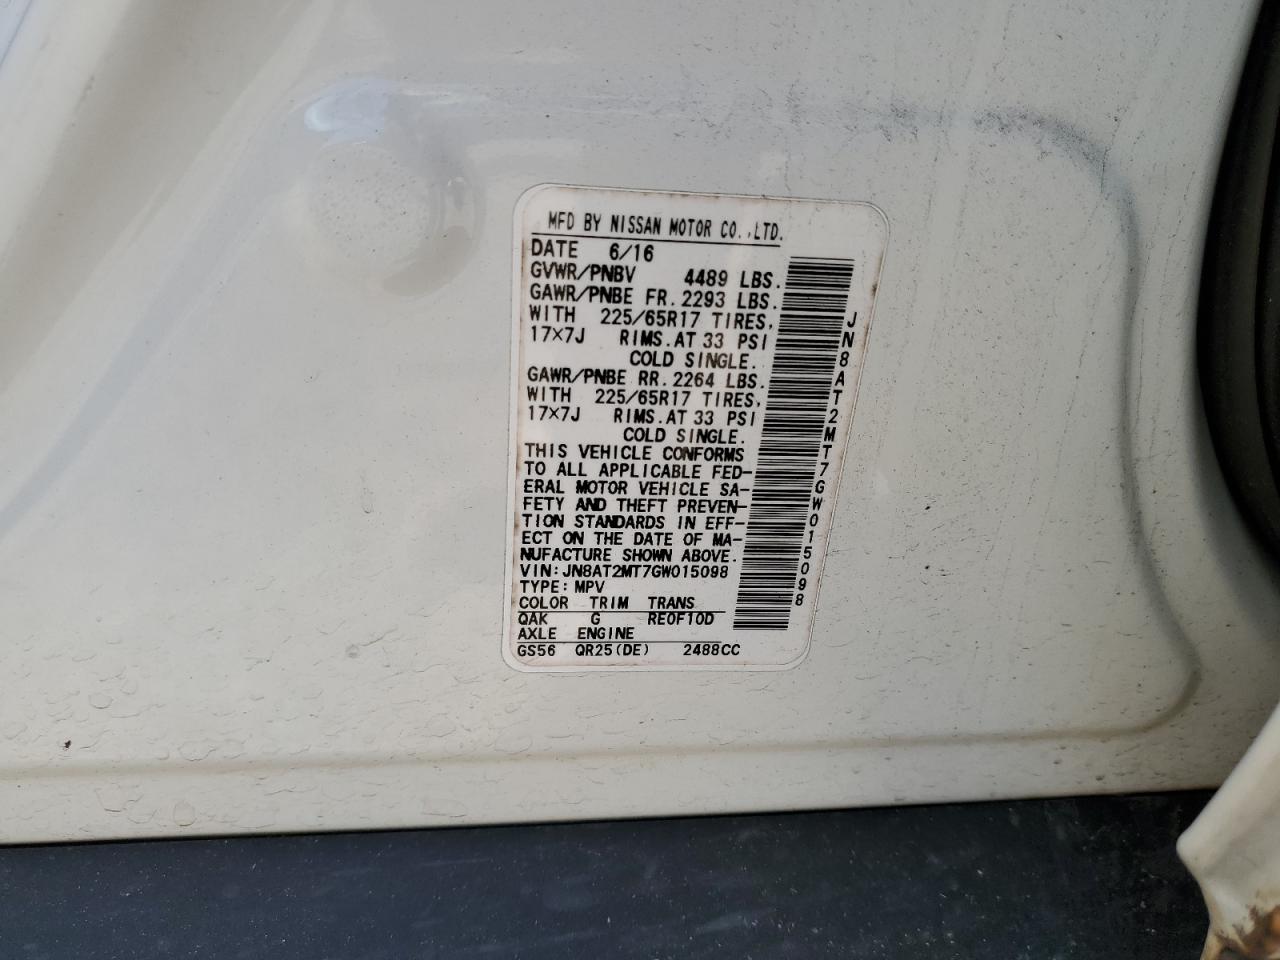 MFD BY NISSAN MOTOR CO.,LTD.
DATE 6/16
GVWR/PNBV 4489 LBS.
GAWR/PNBE FR. 2293 LBS.
WITH 225/65R17 TIRES,
17×7J RIMS.AT 33 PSI
COLD SINGLE.
GAWR/PNBE RR. 2264 LBS.
WITH 225/65R17 TIRES,
17×7J RIMS.AT 33 PSI
COLD SINGLE.
THIS VEHICLE CONFORMS
TO ALL APPLICABLE FED-
ERAL MOTOR VEHICLE SA-
FETY AND THEFT PREVEN-
TION STANDARDS IN EFF-
ECT ON THE DATE OF MA-
NUFACTURE SHOWN ABOVE.
VIN:JN8AT2MT7GW015098
TYPE:MPV
COLOR TRIM TRANS
QAK G RE0F10D
AXLE ENGINE
GS56 QR25(DE) 2488CC
JN8AT2MT7GW015098